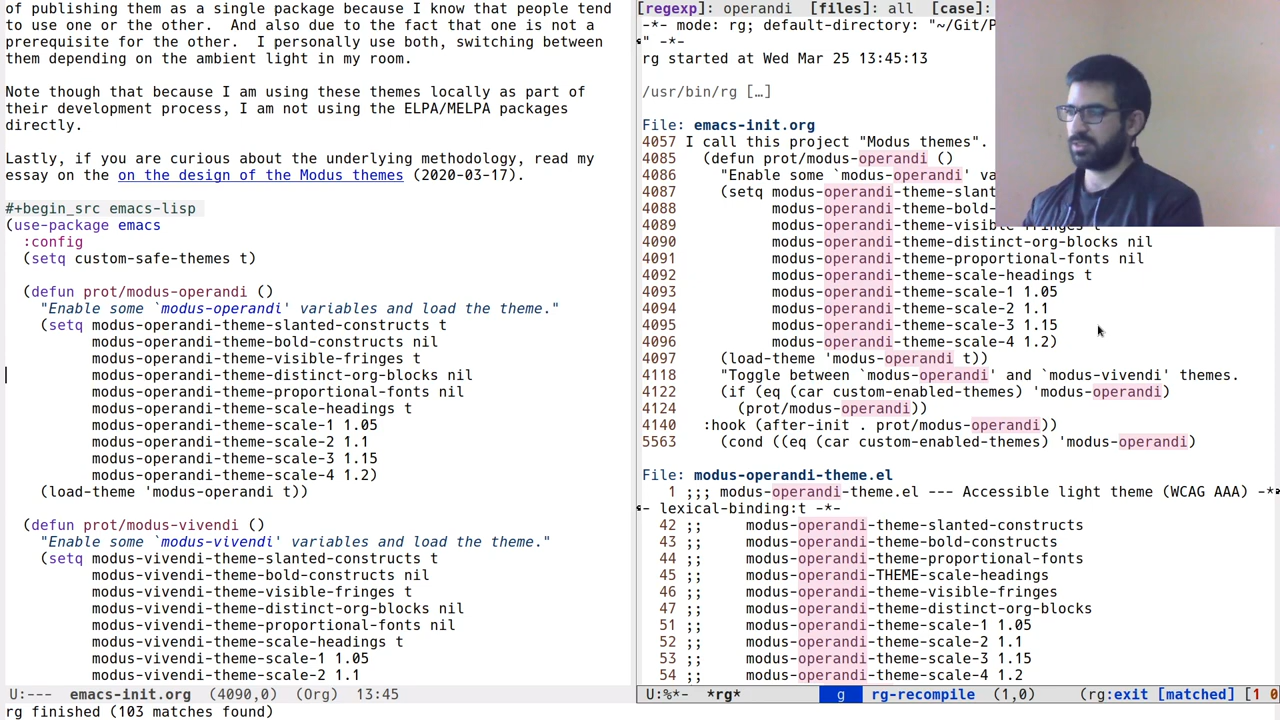 of publishing them as a single package because I know that people tend
to use one or the other.  And also due to the fact that one is not a
prerequisite for the other.  I personally use both, switching between
them depending on the ambient light in my room.
Note though that because I am using these themes locally as part of
their development process, I am not using the ELPA/MELPA packages
directly.
Lastly, if you are curious about the underlying methodology, read my
essay on the on the design of the Modus themes (2020-03-17).
#+begin_src emacs-lisp
(use-package emacs
  :config
  (setq custom-safe-themes t)
  (defun prot/modus-operandi ()
    "Enable some `modus-operandi' variables and load the theme."
    (setq modus-operandi-theme-slanted-constructs t
          modus-operandi-theme-bold-constructs nil
          modus-operandi-theme-visible-fringes t
          modus-operandi-theme-distinct-org-blocks nil
          modus-operandi-theme-proportional-fonts nil
          modus-operandi-theme-scale-headings t
          modus-operandi-theme-scale-1 1.05
          modus-operandi-theme-scale-2 1.1
          modus-operandi-theme-scale-3 1.15
          modus-operandi-theme-scale-4 1.2)
    (load-theme 'modus-operandi t))
  (defun prot/modus-vivendi ()
    "Enable some `modus-vivendi' variables and load the theme."
    (setq modus-vivendi-theme-slanted-constructs t
          modus-vivendi-theme-bold-constructs nil
          modus-vivendi-theme-visible-fringes t
          modus-vivendi-theme-distinct-org-blocks nil
          modus-vivendi-theme-proportional-fonts nil
          modus-vivendi-theme-scale-headings t
          modus-vivendi-theme-scale-1 1.05
          modus-vivendi-theme-scale-2 1.1
U:---  emacs-init.org  (4090,0)  (Org)  13:45
rg finished (103 matches found)
[regexp]: operandi  [files]: all  [case]:
-*- mode: rg; default-directory: "~/Git/P
" -*-
rg started at Wed Mar 25 13:45:13
/usr/bin/rg […]
File: emacs-init.org
4057 I call this project "Modus themes".
4085   (defun prot/modus-operandi ()
4086     "Enable some `modus-operandi' va
4087     (setq modus-operandi-theme-slant
4088           modus-operandi-theme-bold-
4089           modus-operandi-theme-visible-fringes t
4090           modus-operandi-theme-distinct-org-blocks nil
4091           modus-operandi-theme-proportional-fonts nil
4092           modus-operandi-theme-scale-headings t
4093           modus-operandi-theme-scale-1 1.05
4094           modus-operandi-theme-scale-2 1.1
4095           modus-operandi-theme-scale-3 1.15
4096           modus-operandi-theme-scale-4 1.2)
4097     (load-theme 'modus-operandi t))
4118     "Toggle between `modus-operandi' and `modus-vivendi' themes.
4122     (if (eq (car custom-enabled-themes) 'modus-operandi)
4124       (prot/modus-operandi))
4140   :hook (after-init . prot/modus-operandi))
5563     (cond ((eq (car custom-enabled-themes) 'modus-operandi)
File: modus-operandi-theme.el
   1 ;;; modus-operandi-theme.el --- Accessible light theme (WCAG AAA) -*
- lexical-binding:t -*-
  42 ;;     modus-operandi-theme-slanted-constructs
  43 ;;     modus-operandi-theme-bold-constructs
  44 ;;     modus-operandi-theme-proportional-fonts
  45 ;;     modus-operandi-THEME-scale-headings
  46 ;;     modus-operandi-theme-visible-fringes
  47 ;;     modus-operandi-theme-distinct-org-blocks
  51 ;;     modus-operandi-theme-scale-1 1.05
  52 ;;     modus-operandi-theme-scale-2 1.1
  53 ;;     modus-operandi-theme-scale-3 1.15
  54 ;;     modus-operandi-theme-scale-4 1.2
U:%*-  *rg*  g  rg-recompile  (1,0)  (rg:exit [matched] [1 0